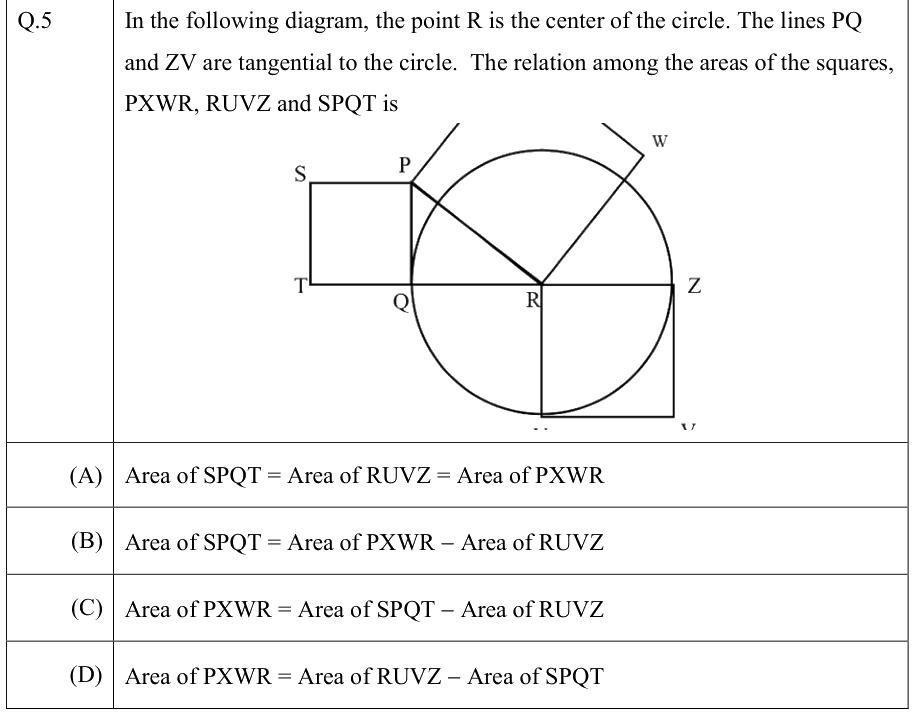 Q.5
In the following diagram, the point R is the center of the circle. The lines PQ
and ZV are tangential to the circle. The relation among the areas of the squares,
PXWR, RUVZ and SPQT is
W
P
S
T
Q
R
Z
(A) Area of SPQT = Area of RUVZ = Area of PXWR
(B) Area of SPQT = Area of PXWR – Area of RUVZ
(C) Area of PXWR = Area of SPQT – Area of RUVZ
(D) Area of PXWR = Area of RUVZ – Area of SPQT